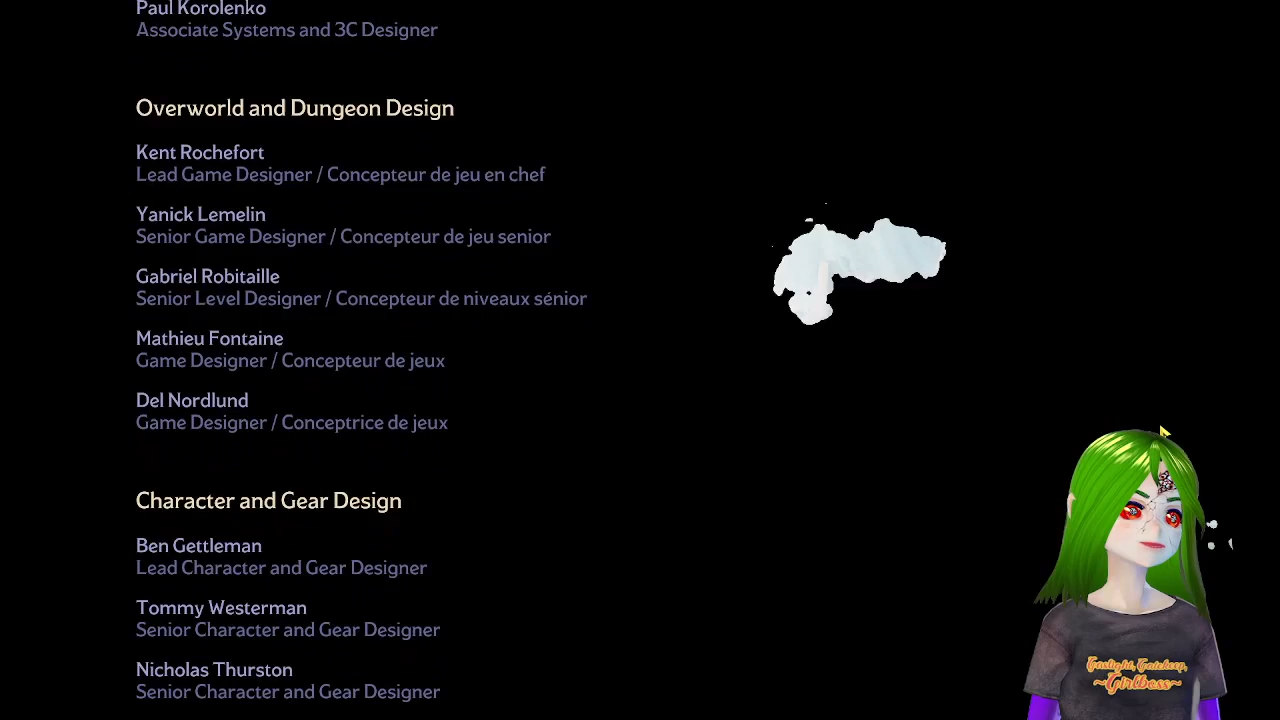 Paul Korolenko
Associate Systems and 3C Designer
Overworld and Dungeon Design
Kent Rochefort
Lead Game Designer / Concepteur de jeu en chef
Yanick Lemelin
Senior Game Designer / Concepteur de jeu senior
Gabriel Robitaille
Senior Level Designer / Concepteur de niveaux sénior
Mathieu Fontaine
Game Designer / Concepteur de jeux
Del Nordlund
Game Designer / Conceptrice de jeux
Character and Gear Design
Ben Gettleman
Lead Character and Gear Designer
Tommy Westerman
Senior Character and Gear Designer
Nicholas Thurston
Senior Character and Gear Designer
Gaslight, Gatekeep,
~Girlboss~